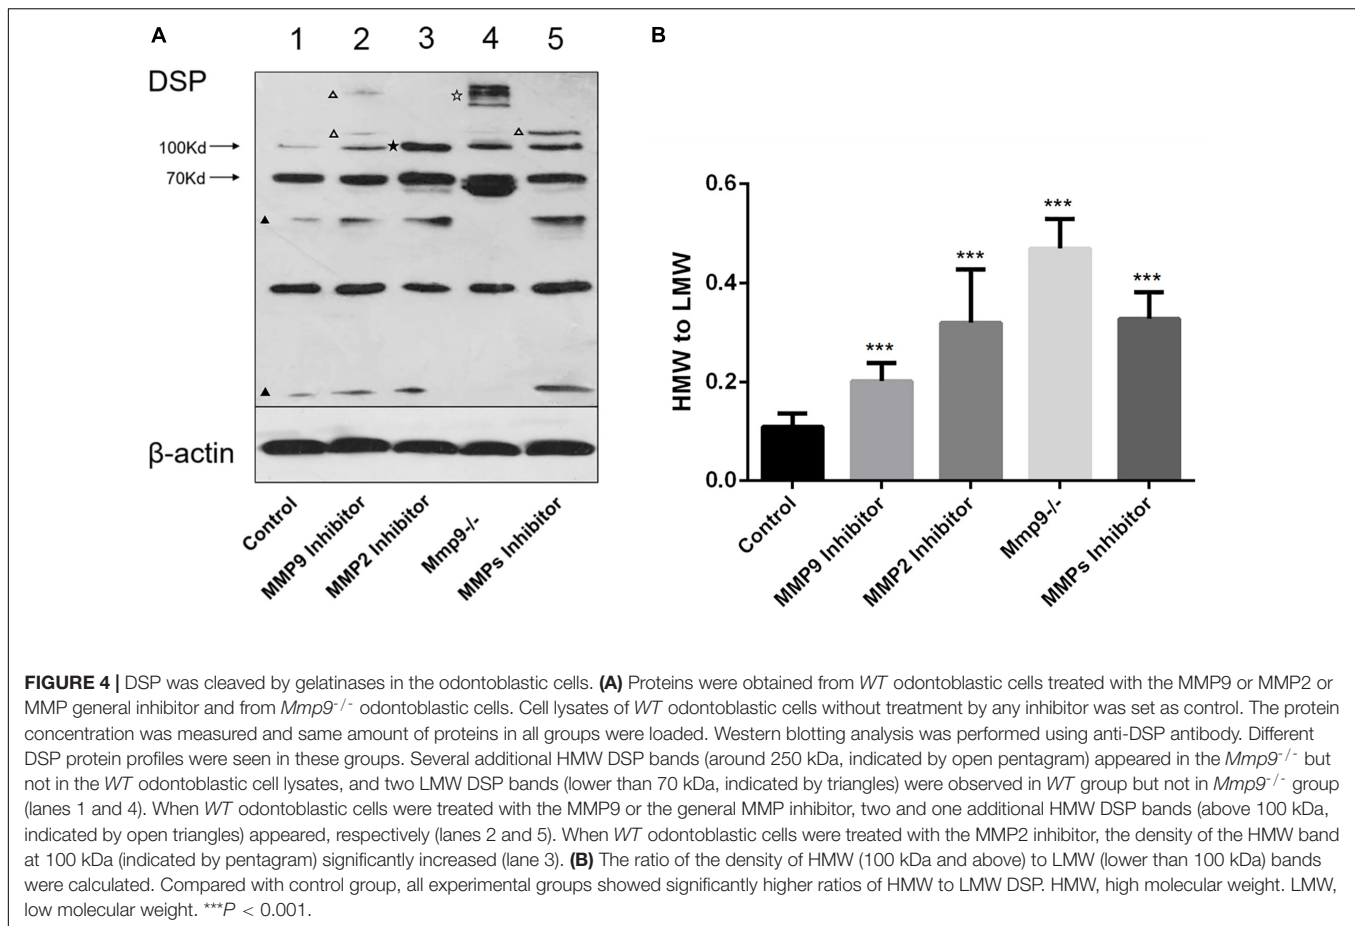 A
1 2 3 4 5
DSP
100Kd
70Kd
β-actin
Control
MMP9 Inhibitor
MMP2 Inhibitor
Mmp9-/-
MMPs Inhibitor
B
HMW to LMW
0.6
0.4
0.2
0.0
***
***
***
***
Control
MMP9 Inhibitor
MMP2 Inhibitor
Mmp9-/-
MMPs Inhibitor
FIGURE 4 | DSP was cleaved by gelatinases in the odontoblastic cells. (A) Proteins were obtained from WT odontoblastic cells treated with the MMP9 or MMP2 or
MMP general inhibitor and from Mmp9-/- odontoblastic cells. Cell lysates of WT odontoblastic cells without treatment by any inhibitor was set as control. The protein
concentration was measured and same amount of proteins in all groups were loaded. Western blotting analysis was performed using anti-DSP antibody. Different
DSP protein profiles were seen in these groups. Several additional HMW DSP bands (around 250 kDa, indicated by open pentagram) appeared in the Mmp9-/- but
not in the WT odontoblastic cell lysates, and two LMW DSP bands (lower than 70 kDa, indicated by triangles) were observed in WT group but not in Mmp9-/- group
(lanes 1 and 4). When WT odontoblastic cells were treated with the MMP9 or the general MMP inhibitor, two and one additional HMW DSP bands (above 100 kDa,
indicated by open triangles) appeared, respectively (lanes 2 and 5). When WT odontoblastic cells were treated with the MMP2 inhibitor, the density of the HMW band
at 100 kDa (indicated by pentagram) significantly increased (lane 3). (B) The ratio of the density of HMW (100 kDa and above) to LMW (lower than 100 kDa) bands
were calculated. Compared with control group, all experimental groups showed significantly higher ratios of HMW to LMW DSP. HMW, high molecular weight. LMW,
low molecular weight. ***P < 0.001.